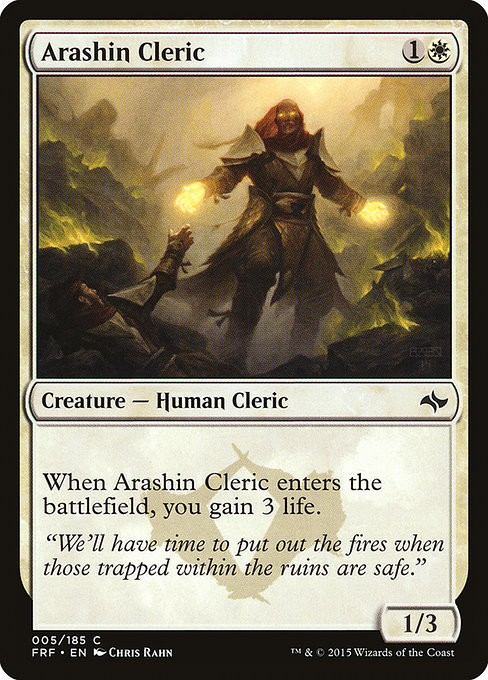 Arashin Cleric 1
Creature — Human Cleric
When Arashin Cleric enters the
battlefield, you gain 3 life.
“We’ll have time to put out the fires when
those trapped within the ruins are safe.”
1/3
005/185 C
FRF • EN Chris Rahn
™ & © 2015 Wizards of the Coast